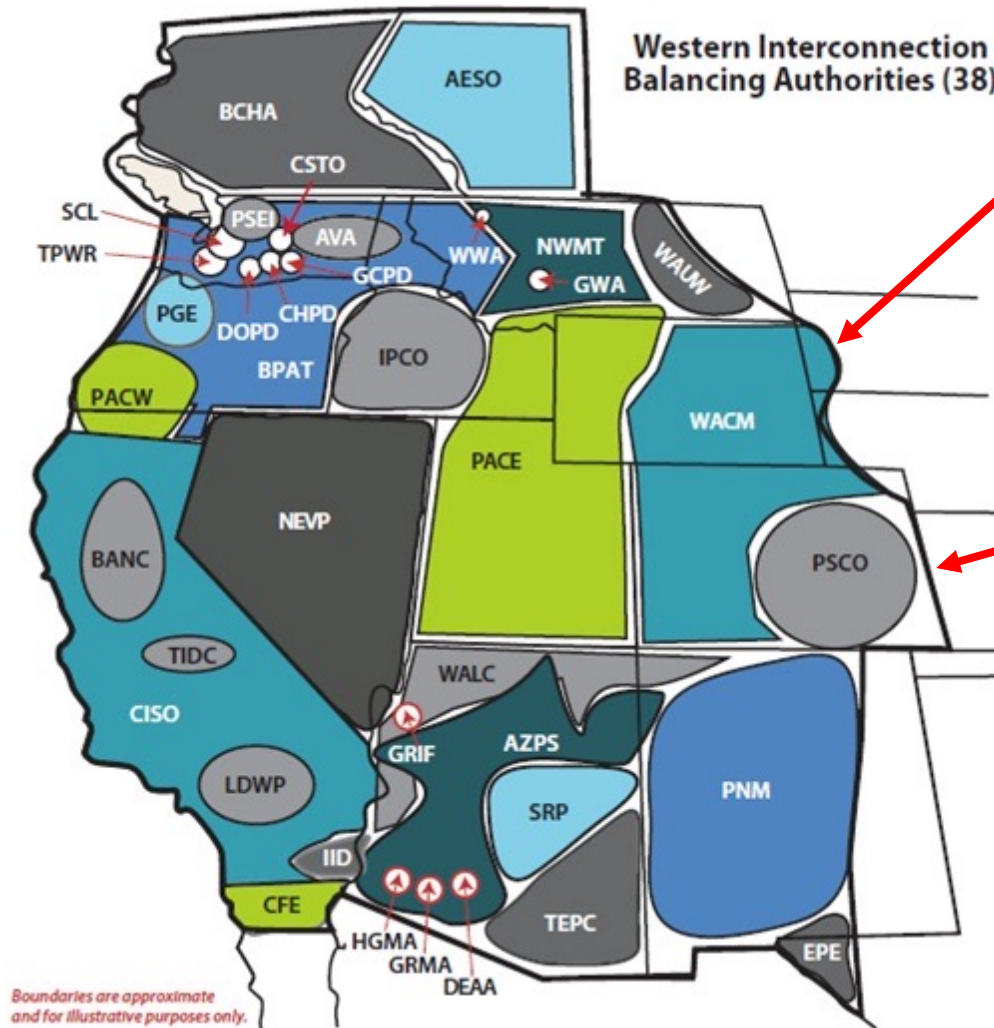 Western Interconnection
Balancing Authorities (38)
AESO
BCHA
CSTO
SCL
PSEI
AVA
TPWR
WWA
NWMT
WAUW
GCPD
GWA
PGE
CHPD
DOPD
IPCO
BPAT
PACW
WACM
PACE
NEVP
BANC
PSCO
TIDC
WALC
CISO
GRIF
AZPS
LDWP
SRP
PNM
IID
CFE
TEPC
HGMA
GRMA
DEAA
EPE
Boundaries are approximate
and for illustrative purposes only.